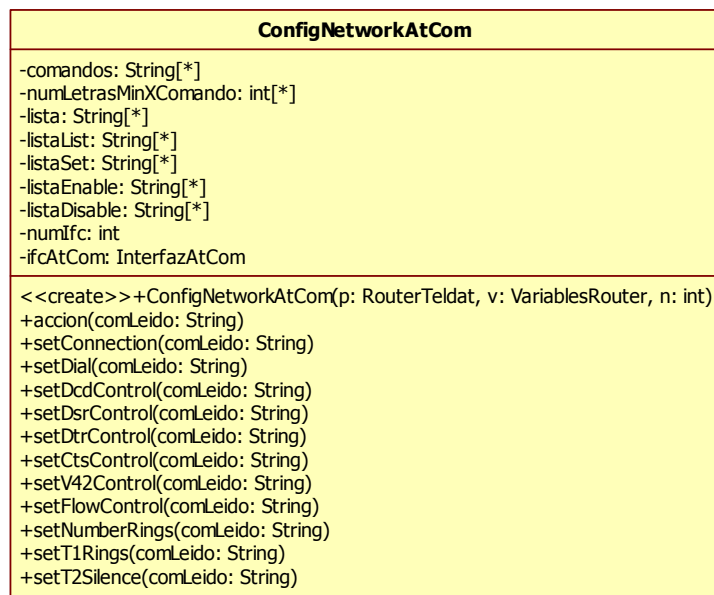 ConfigNetworkAtCom
-comandos: String[*]
-numLetrasMinXComando: int[*]
-lista: String[*]
-listaList: String[*]
-listaSet: String[*]
-listaEnable: String[*]
-listaDisable: String[*]
-numIfc: int
-ifcAtCom: InterfazAtCom
<<create>>+ConfigNetworkAtCom(p: RouterTeldat, v: VariablesRouter, n: int)
+accion(comLeido: String)
+setConnection(comLeido: String)
+setDial(comLeido: String)
+setDcdControl(comLeido: String)
+setDsrControl(comLeido: String)
+setDtrControl(comLeido: String)
+setCtsControl(comLeido: String)
+setV42Control(comLeido: String)
+setFlowControl(comLeido: String)
+setNumberRings(comLeido: String)
+setT1Rings(comLeido: String)
+setT2Silence(comLeido: String)